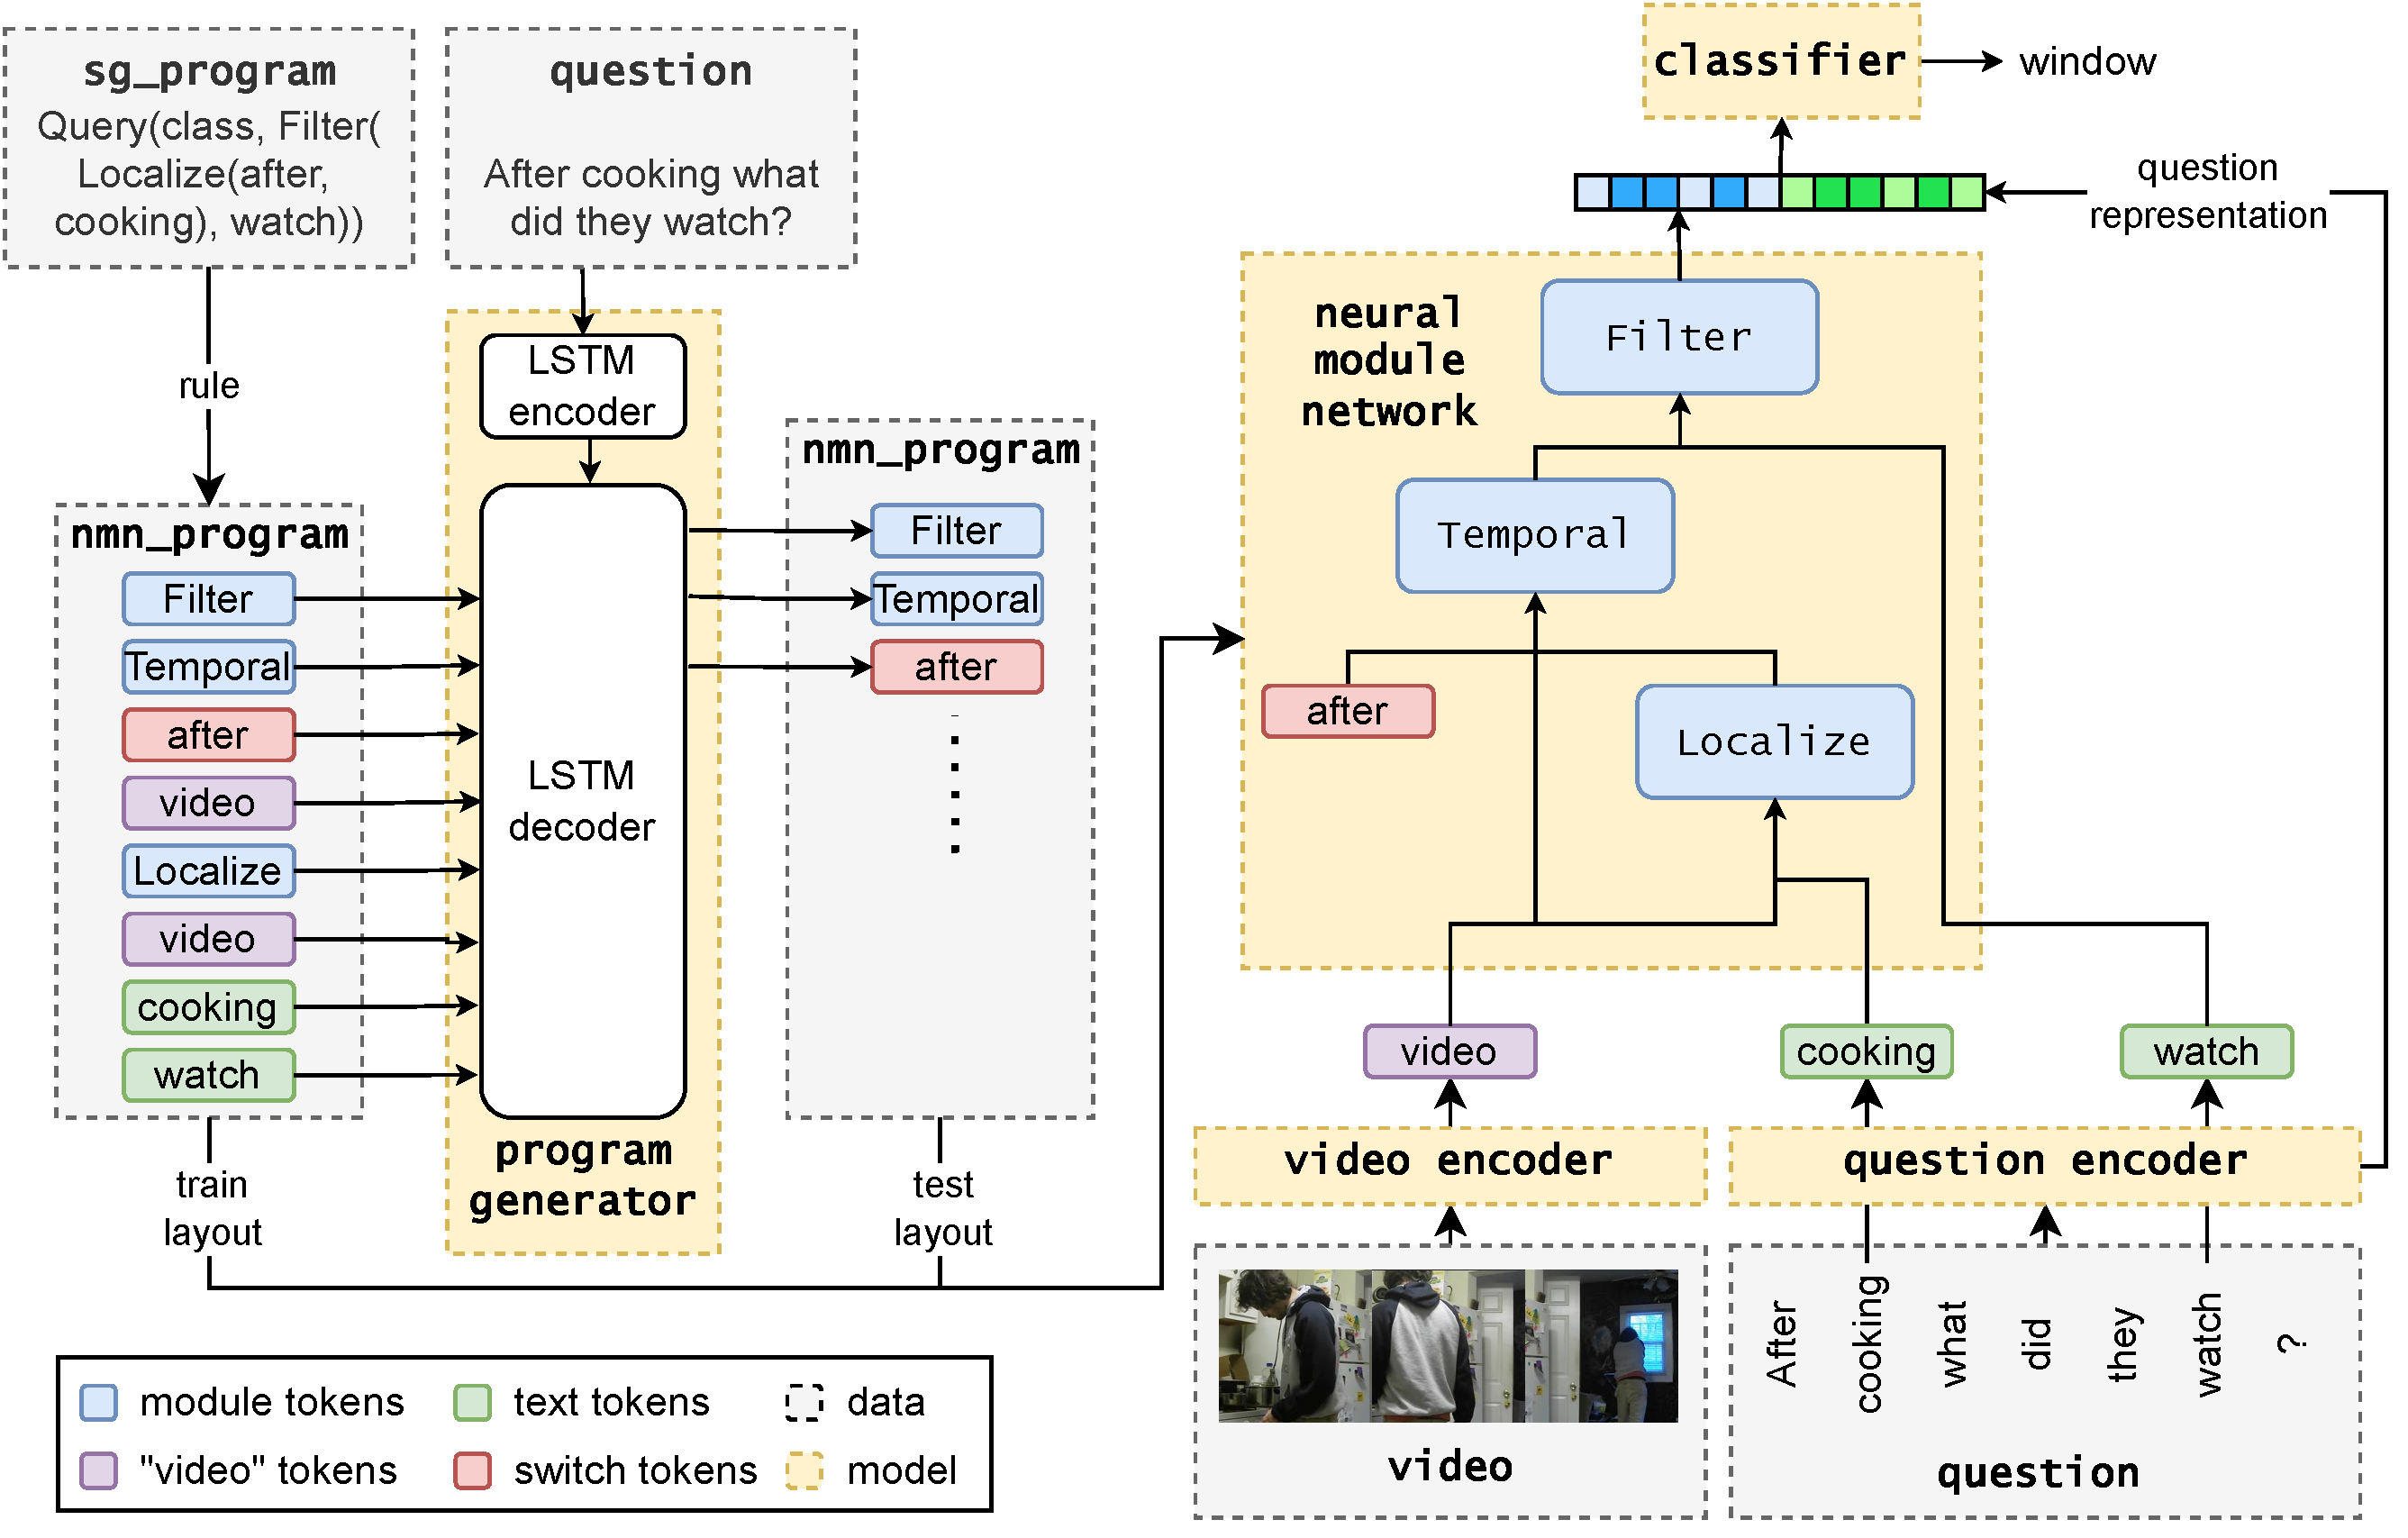 sg_program
Query(class, Filter(
Localize(after,
cooking), watch))
question
After cooking what
did they watch?
rule
nmn_program
Filter
Temporal
after
video
Localize
video
cooking
watch
train
layout
LSTM
encoder
LSTM
decoder
program
generator
nmn_program
Filter
Temporal
after
test
layout
classifier
window
question
representation
neural
module
network
Filter
Temporal
after
Localize
video
cooking
watch
video encoder
question encoder
video
After
cooking
what
did
they
watch
?
question
module tokens
text tokens
data
"video" tokens
switch tokens
model